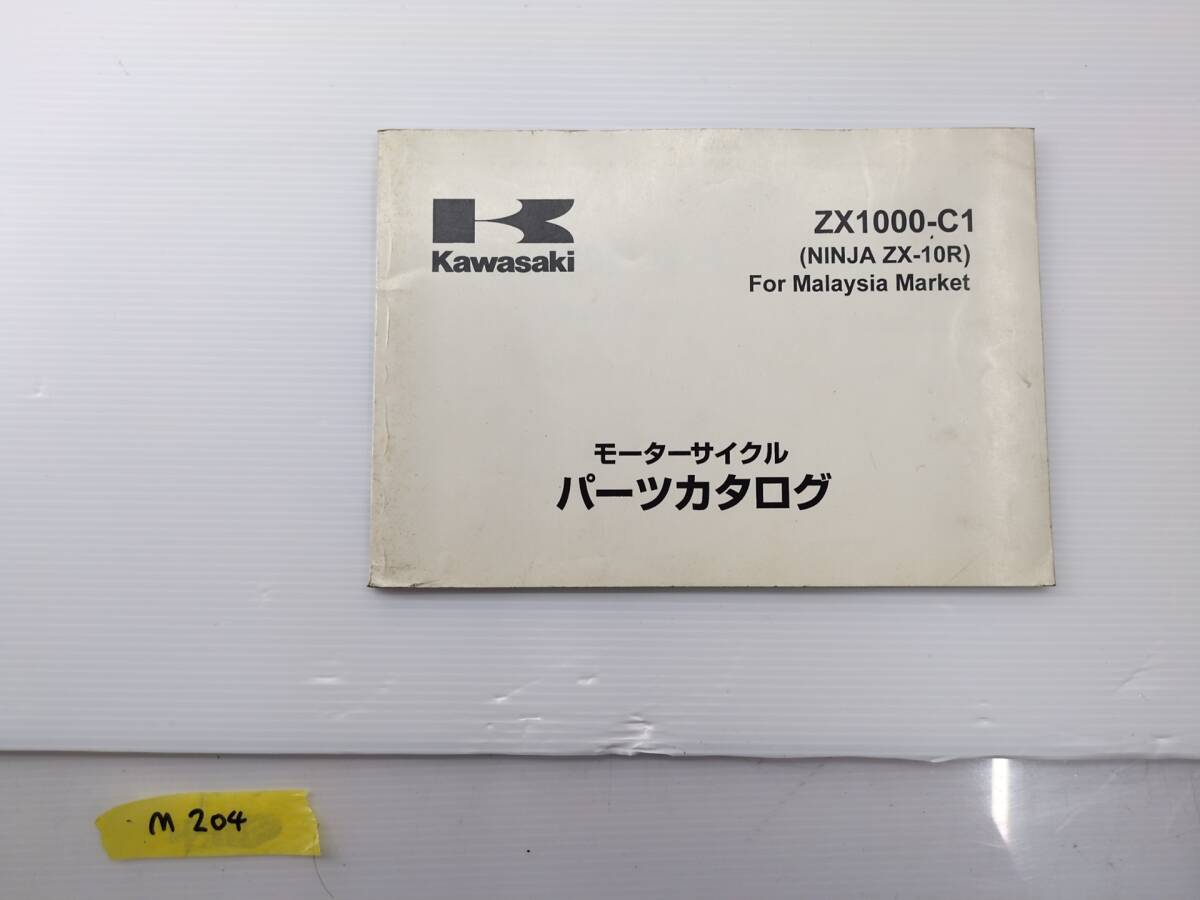 Kawasaki
ZX1000-C1
(NINJA ZX-10R)
For Malaysia Market
モーターサイクル
パーツカタログ
M 204